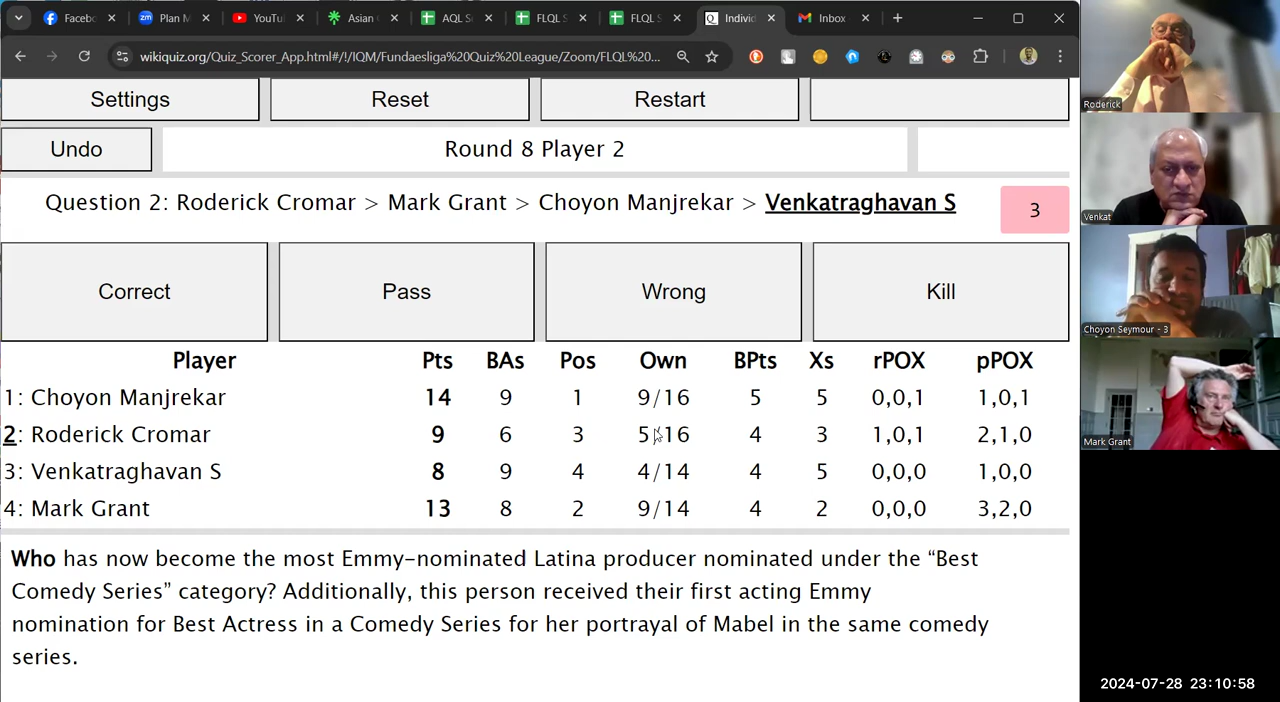 Facebo
Plan M
YouTu
Asian
AQL S
FLQL S
FLQL S
Individ
Inbox
wikiquiz.org/Quiz_Scorer_App.html#/!/IQM/Fundaesliga%20Quiz%20League/Zoom/FLQL%20...
Settings Reset Restart
Undo Round 8 Player 2
Question 2: Roderick Cromar > Mark Grant > Choyon Manjrekar > Venkatraghavan S 3
Correct Pass Wrong Kill
Player Pts BAs Pos Own BPts Xs rPOX pPOX
1: Choyon Manjrekar 14 9 1 9/16 5 5 0,0,1 1,0,1
2: Roderick Cromar 9 6 3 5/16 4 3 1,0,1 2,1,0
3: Venkatraghavan S 8 9 4 4/14 4 5 0,0,0 1,0,0
4: Mark Grant 13 8 2 9/14 4 2 0,0,0 3,2,0
Who has now become the most Emmy-nominated Latina producer nominated under the “Best
Comedy Series” category? Additionally, this person received their first acting Emmy
nomination for Best Actress in a Comedy Series for her portrayal of Mabel in the same comedy
series.
Roderick
Venkat
Choyon Seymour - 3
Mark Grant
2024-07-28 23:10:58